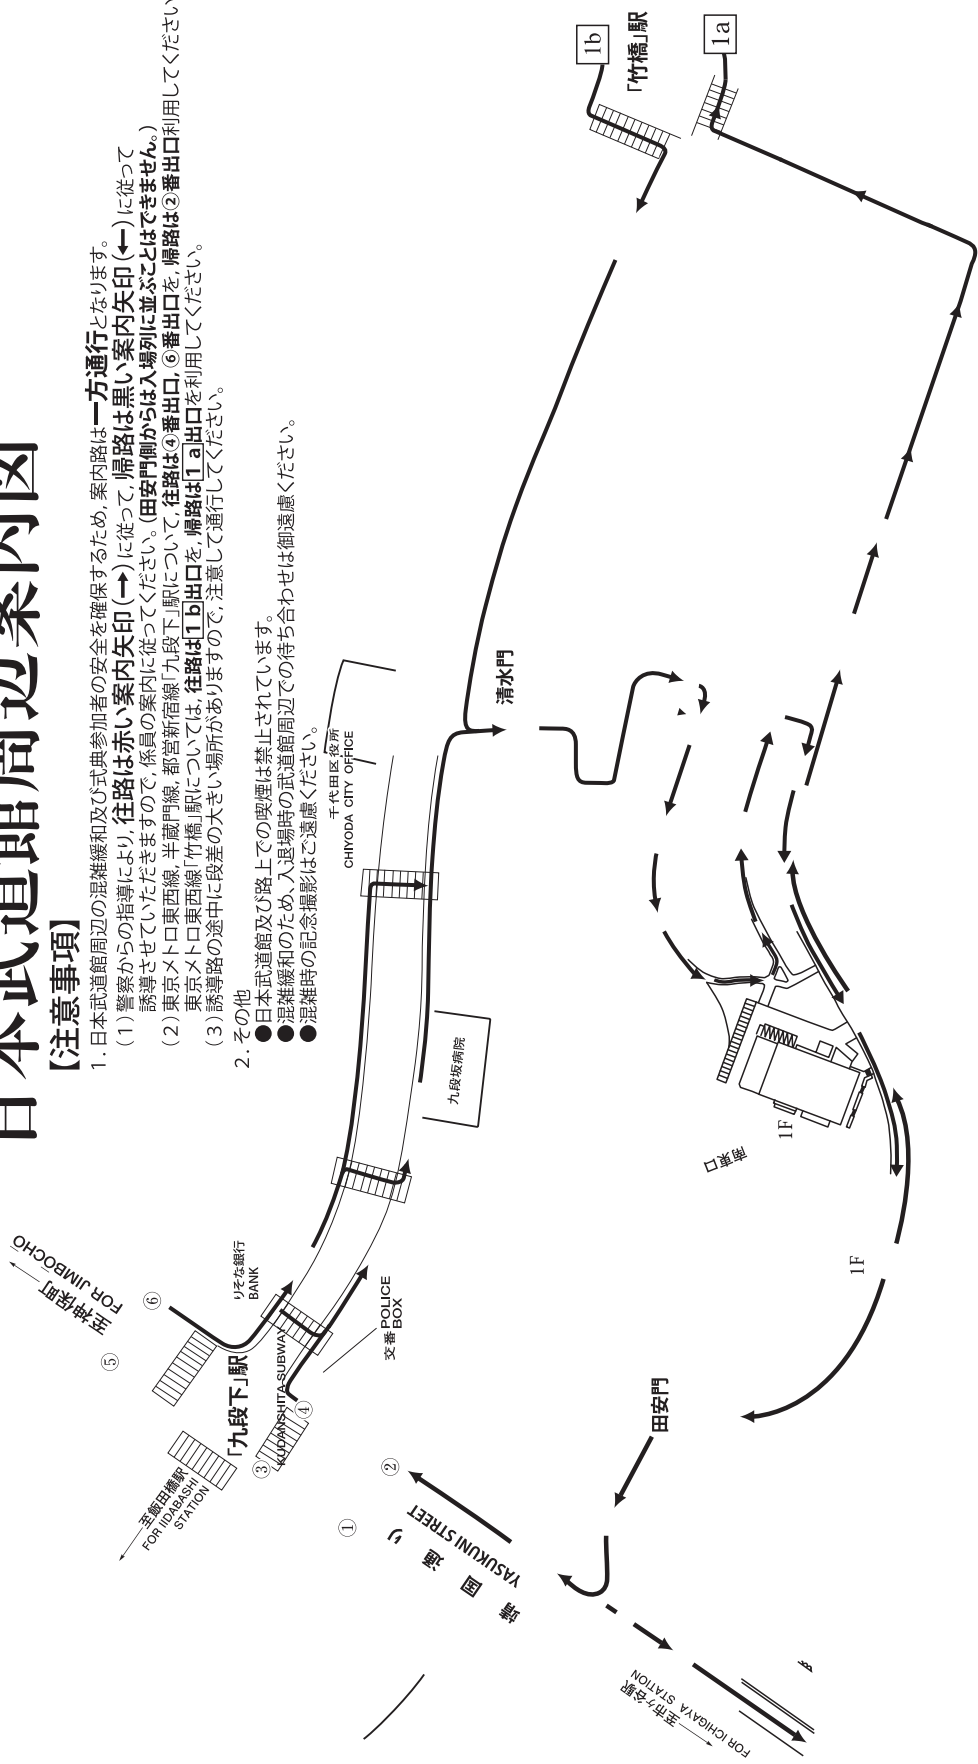 日本武道館周辺案内図
【注意事項】
1. 日本武道館周辺の混雑緩和及び式典参加者の安全を確保するため, 案内路は一方通行となります。
(1) 警察からの指導により, 往路は赤い案内矢印(→)に従って, 帰路は黒い案内矢印(←)に従って
誘導させていただきますので, 係員の案内に従ってください。(田安門側からは入場列に並ぶことはできません。)
(2) 東京メトロ東西線, 半蔵門線, 都営新宿線「九段下」駅について, 往路は④番出口, ⑥番出口を, 帰路は②番出口利用してください
東京メトロ東西線「竹橋」駅については, 往路は1b出口を, 帰路は1a出口を利用してください。
(3) 誘導路の途中に段差の大きい場所がありますので, 注意して通行してください。
2. その他
●日本武道館及び路上での喫煙は禁止されています。
●混雑緩和のため、入退場時の武道館周辺での待ち合わせは御遠慮ください。
●混雑時の記念撮影はご遠慮ください。
1b
「竹橋」駅
1a
清水門
千代田区役所
CHIYODA CITY OFFICE
九段坂病院
至神保町
FOR JIMBOCHO
⑥
⑤
りそな銀行
BANK
「九段下」駅
KUDANSHITA SUBWAY
交番 POLICE
BOX
④
③
至飯田橋駅
FOR IIDABASHI
STATION
②
①
靖国通り
YASUKUNI STREET
田安門
南東口
1F
1F
至市ヶ谷駅
FOR ICHIGAYA STATION